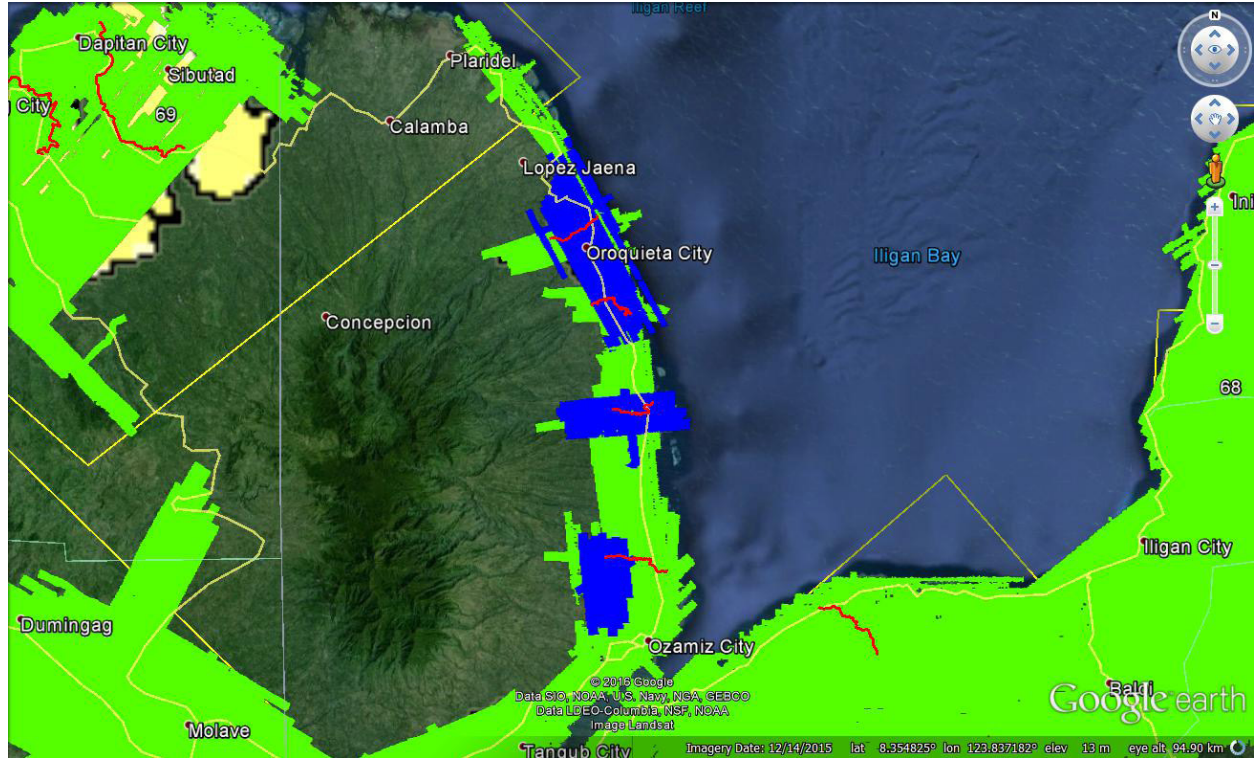 Iligan Reef
N
Dapitan City
Plaridel
Sibutad
City
69
Calamba
Lopez Jaena
Ini
Oroquieta City
Iligan Bay
Concepcion
68
Iligan City
Dumingag
Ozamiz City
© 2016 Google
Data SIO, NOAA, U.S. Navy, NGA, GEBCO
Data LDEO-Columbia, NSF, NOAA
Image Landsat
Baloi
Google earth
Molave
Tangub City
Imagery Date: 12/14/2015 lat 8.354825° lon 123.837182° elev 13 m eye alt 94.90 km